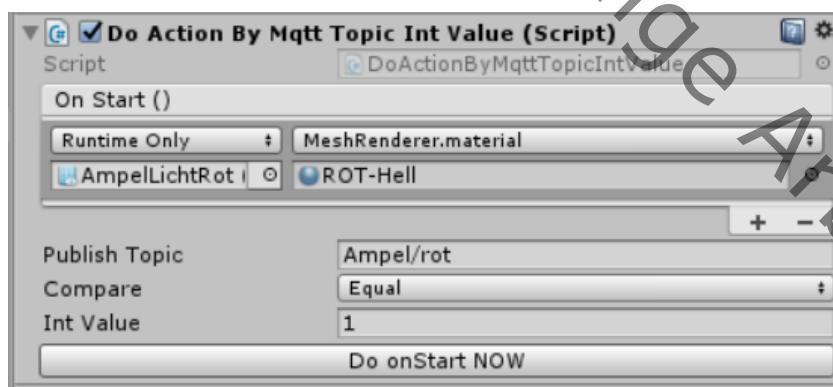 Do Action By Mqtt Topic Int Value (Script)
Script DoActionByMqttTopicIntValue
On Start ()
Runtime Only MeshRenderer.material
AmpelLichtRot ROT-Hell
+ -
Publish Topic Ampel/rot
Compare Equal
Int Value 1
Do onStart NOW